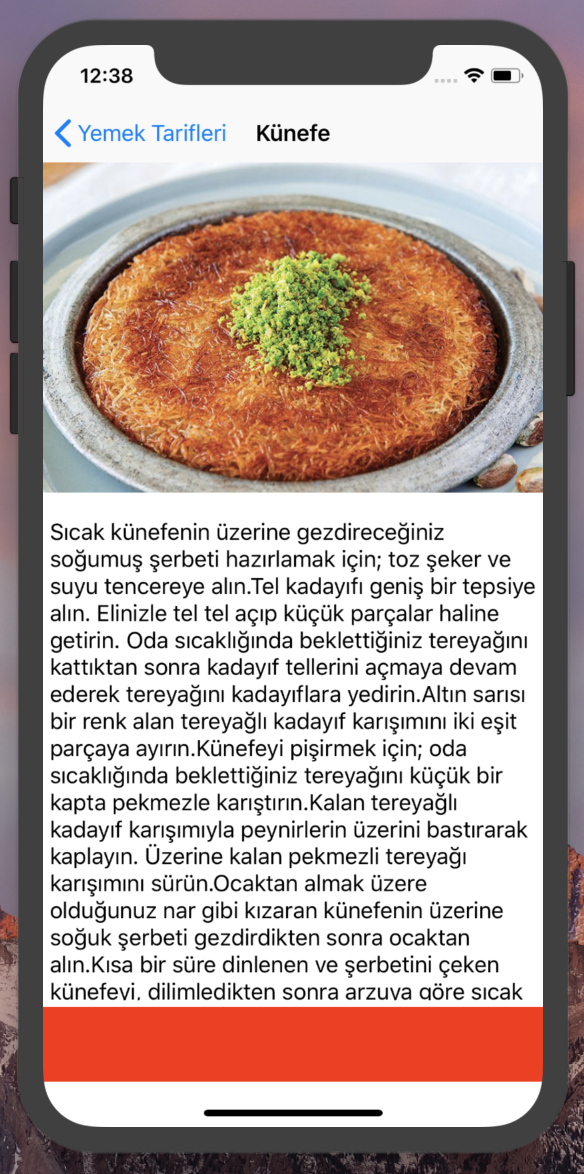 12:38
Yemek Tarifleri Künefe
Sıcak künefenin üzerine gezdireceğiniz
soğumuş şerbeti hazırlamak için; toz şeker ve
suyu tencereye alın.Tel kadayıfı geniş bir tepsiye
alın. Elinizle tel tel açıp küçük parçalar haline
getirin. Oda sıcaklığında beklettiğiniz tereyağını
kattıktan sonra kadayıf tellerini açmaya devam
ederek tereyağını kadayıflara yedirin.Altın sarısı
bir renk alan tereyağlı kadayıf karışımını iki eşit
parçaya ayırın.Künefeyi pişirmek için; oda
sıcaklığında beklettiğiniz tereyağını küçük bir
kapta pekmezle karıştırın.Kalan tereyağlı
kadayıf karışımıyla peynirlerin üzerini bastırarak
kaplayın. Üzerine kalan pekmezli tereyağı
karışımını sürün.Ocaktan almak üzere
olduğunuz nar gibi kızaran künefenin üzerine
soğuk şerbeti gezdirdikten sonra ocaktan
alın.Kısa bir süre dinlenen ve şerbetini çeken
künefeyi, dilimledikten sonra arzuya göre sıcak